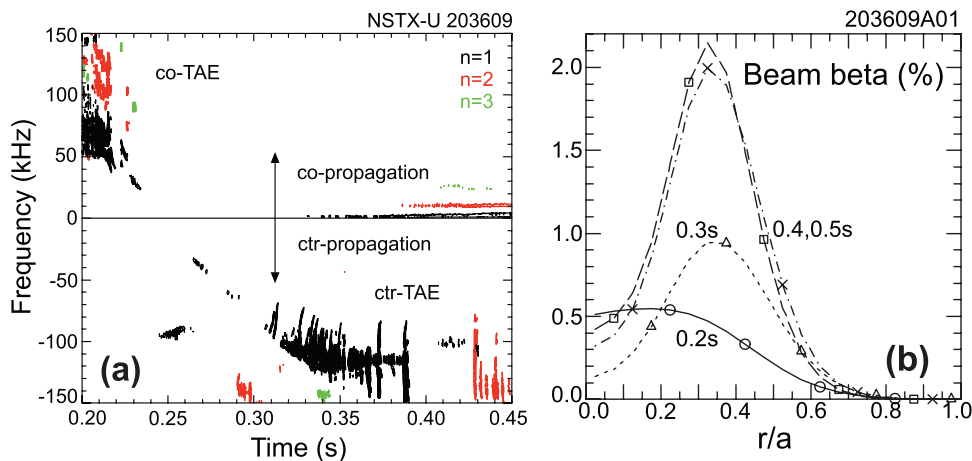 NSTX-U 203609
150
100
50
0
-50
-100
-150
Frequency (kHz)
co-TAE
n=1
n=2
n=3
co-propagation
ctr-propagation
ctr-TAE
(a)
0.20 0.25 0.30 0.35 0.40 0.45
Time (s)
203609A01
Beam beta (%)
2.0
1.5
1.0
0.5
0.0
0.3s
0.4,0.5s
0.2s
(b)
0.0 0.2 0.4 0.6 0.8 1.0
r/a